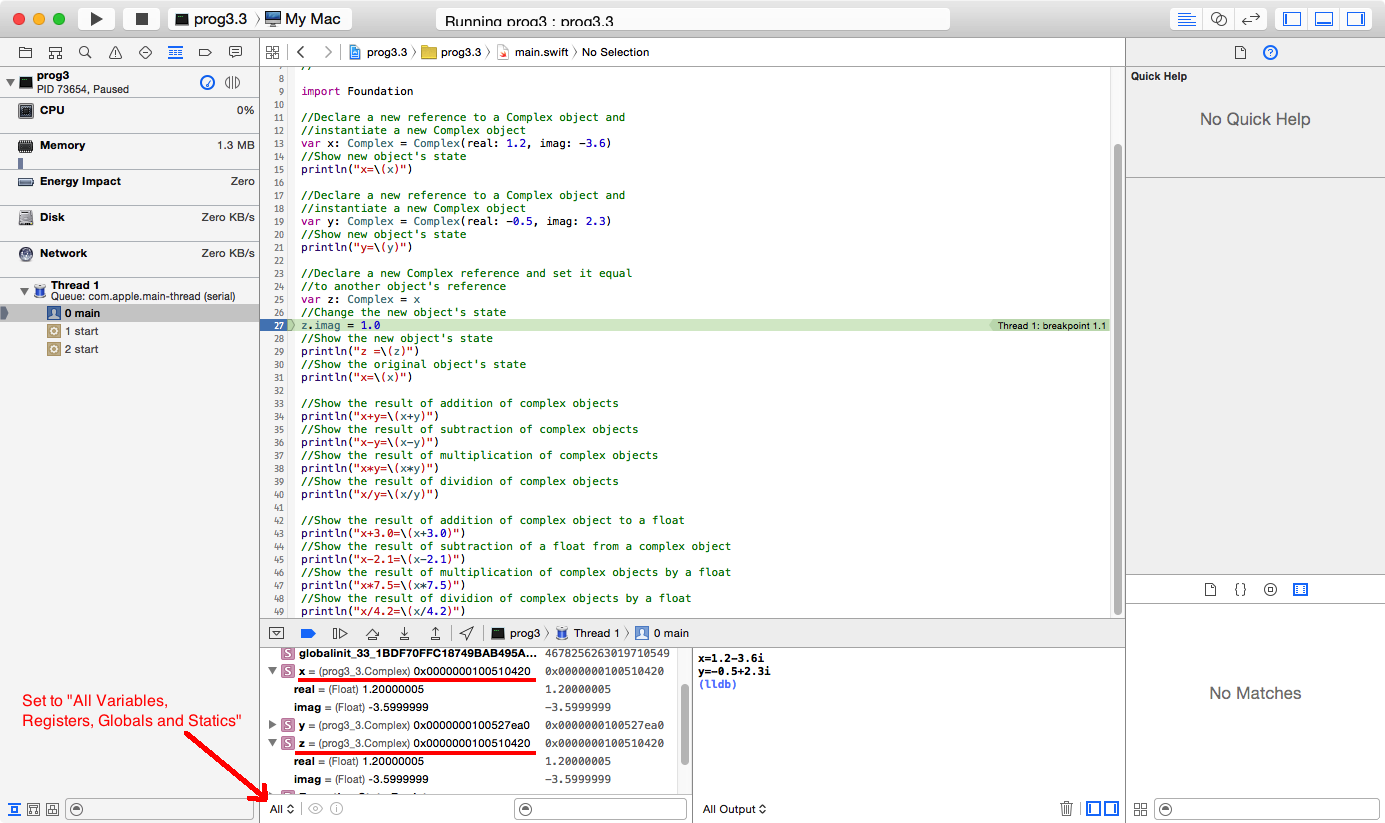 prog3.3 〉 My Mac
Running prog3 : prog3.3
prog3.3 〉 prog3.3 〉 main.swift 〉 No Selection
prog3
PID 73654, Paused
CPU 0%
Memory 1.3 MB
Energy Impact Zero
Disk Zero KB/s
Network Zero KB/s
Thread 1
Queue: com.apple.main-thread (serial)
0 main
1 start
2 start
//
8
9 import Foundation
10
11 //Declare a new reference to a Complex object and
12 //instantiate a new Complex object
13 var x: Complex = Complex(real: 1.2, imag: -3.6)
14 //Show new object's state
15 println("x=\(x)")
16
17 //Declare a new reference to a Complex object and
18 //instantiate a new Complex object
19 var y: Complex = Complex(real: -0.5, imag: 2.3)
20 //Show new object's state
21 println("y=\(y)")
22
23 //Declare a new Complex reference and set it equal
24 //to another object's reference
25 var z: Complex = x
26 //Change the new object's state
27 z.imag = 1.0 Thread 1: breakpoint 1.1
28 //Show the new object's state
29 println("z =\(z)")
30 //Show the original object's state
31 println("x=\(x)")
32
33 //Show the result of addition of complex objects
34 println("x+y=\(x+y)")
35 //Show the result of subtraction of complex objects
36 println("x-y=\(x-y)")
37 //Show the result of multiplication of complex objects
38 println("x*y=\(x*y)")
39 //Show the result of dividion of complex objects
40 println("x/y=\(x/y)")
41
42 //Show the result of addition of complex object to a float
43 println("x+3.0=\(x+3.0)")
44 //Show the result of subtraction of a float from a complex object
45 println("x-2.1=\(x-2.1)")
46 //Show the result of multiplication of complex objects by a float
47 println("x*7.5=\(x*7.5)")
48 //Show the result of dividion of complex objects by a float
49 println("x/4.2=\(x/4.2)")
prog3 〉 Thread 1 〉 0 main
S globalinit_33_1BDF70FFC18749BAB495A... 4678256263019710549
S x = (prog3_3.Complex) 0x0000000100510420 0x0000000100510420
real = (Float) 1.20000005 1.20000005
imag = (Float) -3.5999999 -3.5999999
S y = (prog3_3.Complex) 0x0000000100527ea0 0x0000000100527ea0
S z = (prog3_3.Complex) 0x0000000100510420 0x0000000100510420
real = (Float) 1.20000005 1.20000005
imag = (Float) -3.5999999 -3.5999999
All
x=1.2-3.6i
y=-0.5+2.3i
(lldb)
All Output
Set to "All Variables,
Registers, Globals and Statics"
Quick Help
No Quick Help
{}
No Matches